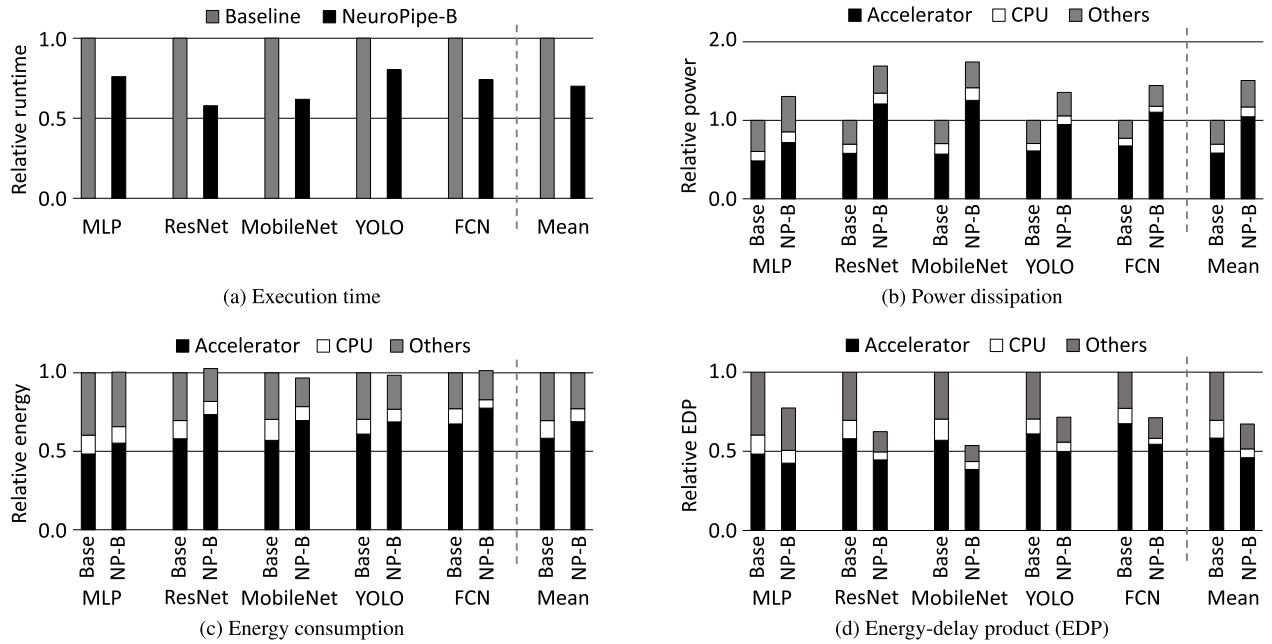 Baseline NeuroPipe-B
Relative runtime
1.0
0.5
0.0
MLP ResNet MobileNet YOLO FCN Mean
(a) Execution time
Accelerator CPU Others
Relative power
2.0
1.0
0.0
Base NP-B Base NP-B Base NP-B Base NP-B Base NP-B Base NP-B
MLP ResNet MobileNet YOLO FCN Mean
(b) Power dissipation
Accelerator CPU Others
Relative energy
1.0
0.5
0.0
Base NP-B Base NP-B Base NP-B Base NP-B Base NP-B Base NP-B
MLP ResNet MobileNet YOLO FCN Mean
(c) Energy consumption
Accelerator CPU Others
Relative EDP
1.0
0.5
0.0
Base NP-B Base NP-B Base NP-B Base NP-B Base NP-B Base NP-B
MLP ResNet MobileNet YOLO FCN Mean
(d) Energy-delay product (EDP)